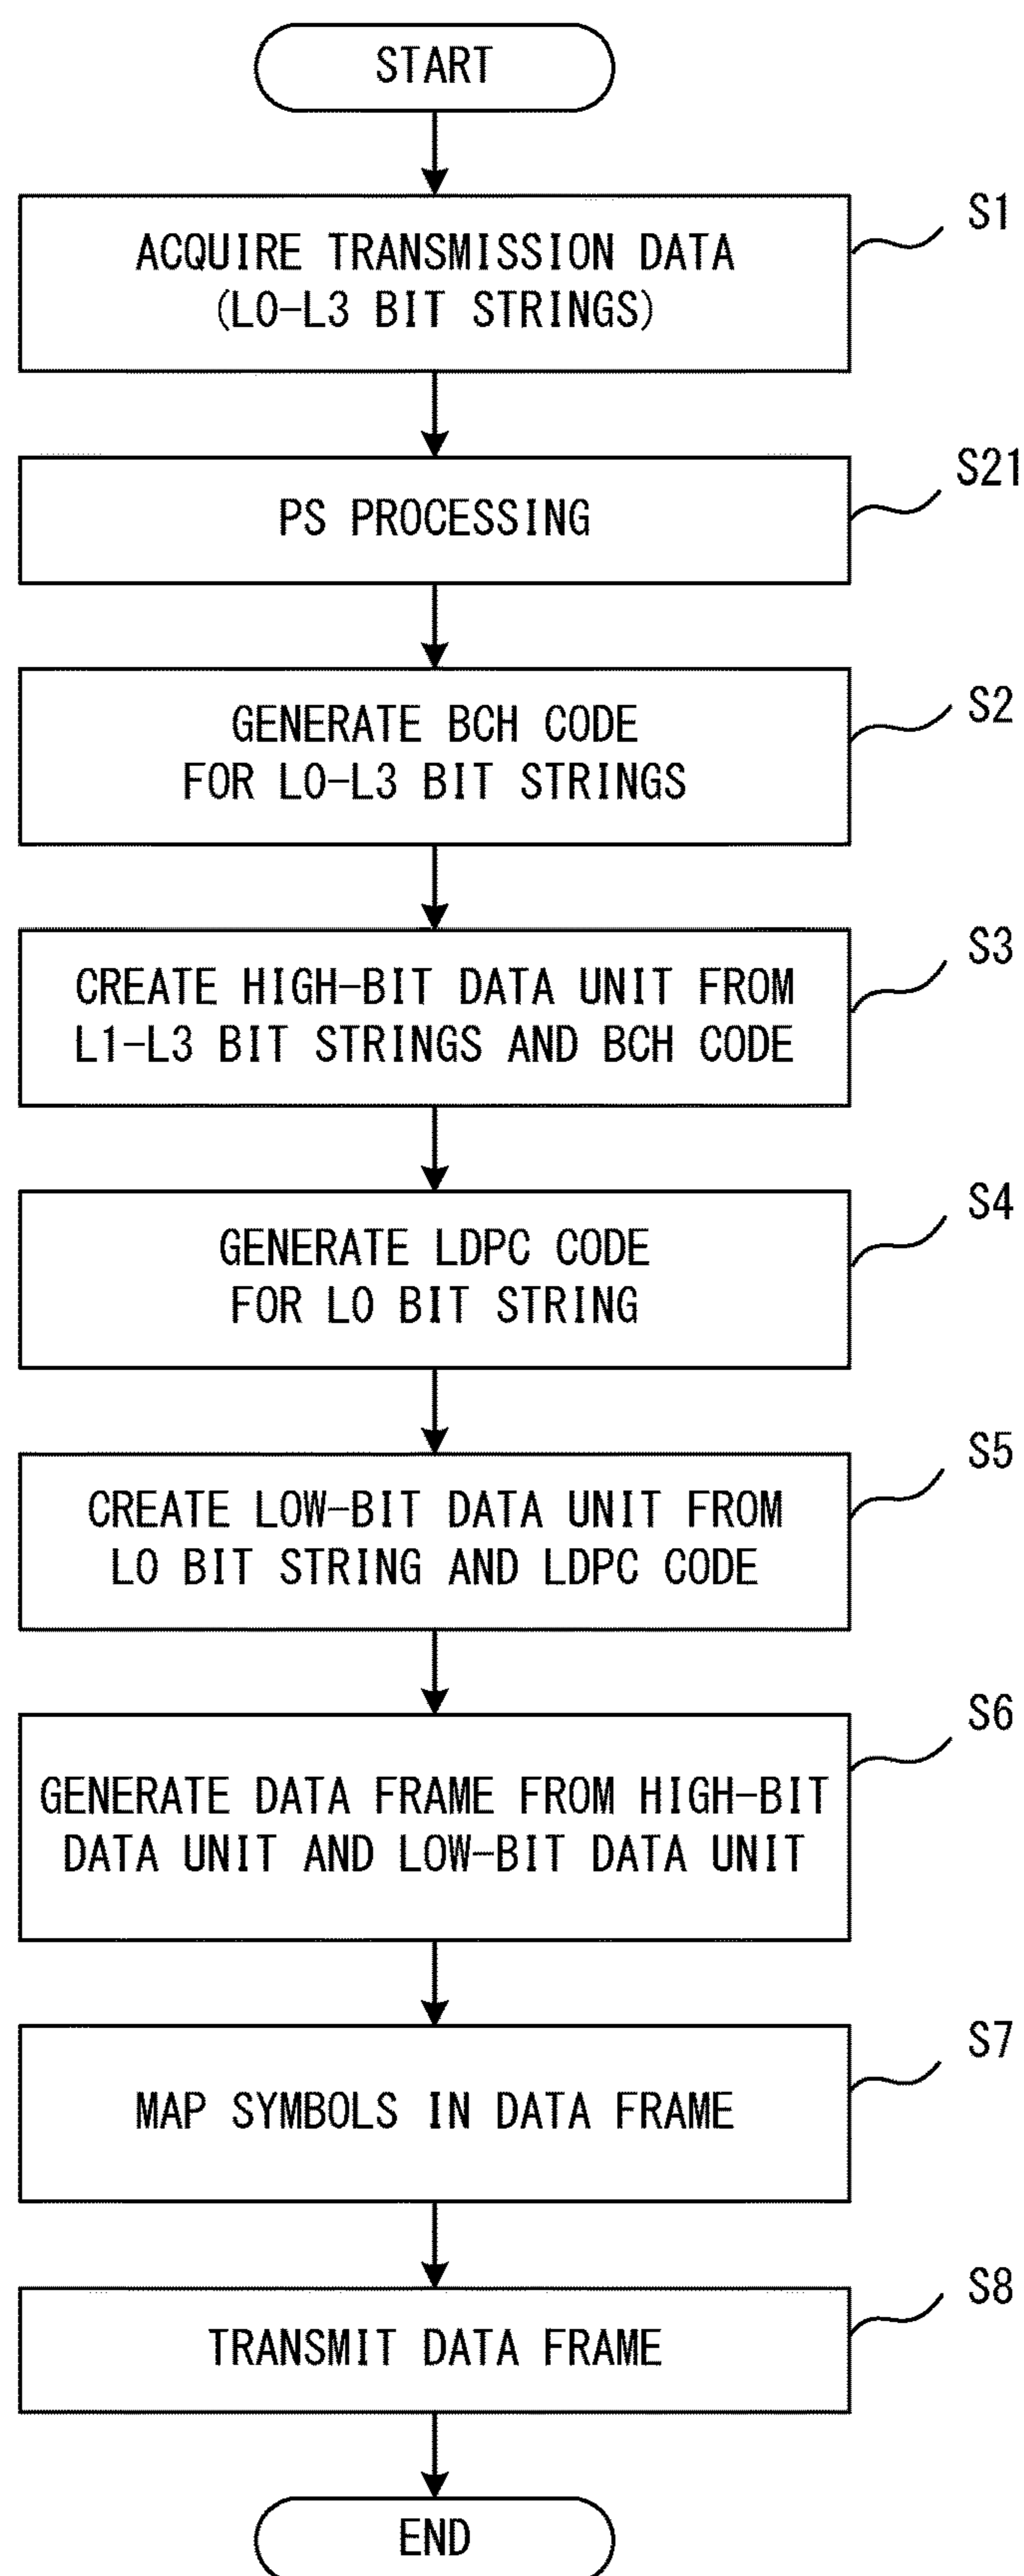 START
S1
ACQUIRE TRANSMISSION DATA
(L0-L3 BIT STRINGS)
S21
PS PROCESSING
S2
GENERATE BCH CODE
FOR L0-L3 BIT STRINGS
S3
CREATE HIGH-BIT DATA UNIT FROM
L1-L3 BIT STRINGS AND BCH CODE
S4
GENERATE LDPC CODE
FOR L0 BIT STRING
S5
CREATE LOW-BIT DATA UNIT FROM
L0 BIT STRING AND LDPC CODE
S6
GENERATE DATA FRAME FROM HIGH-BIT
DATA UNIT AND LOW-BIT DATA UNIT
S7
MAP SYMBOLS IN DATA FRAME
S8
TRANSMIT DATA FRAME
END